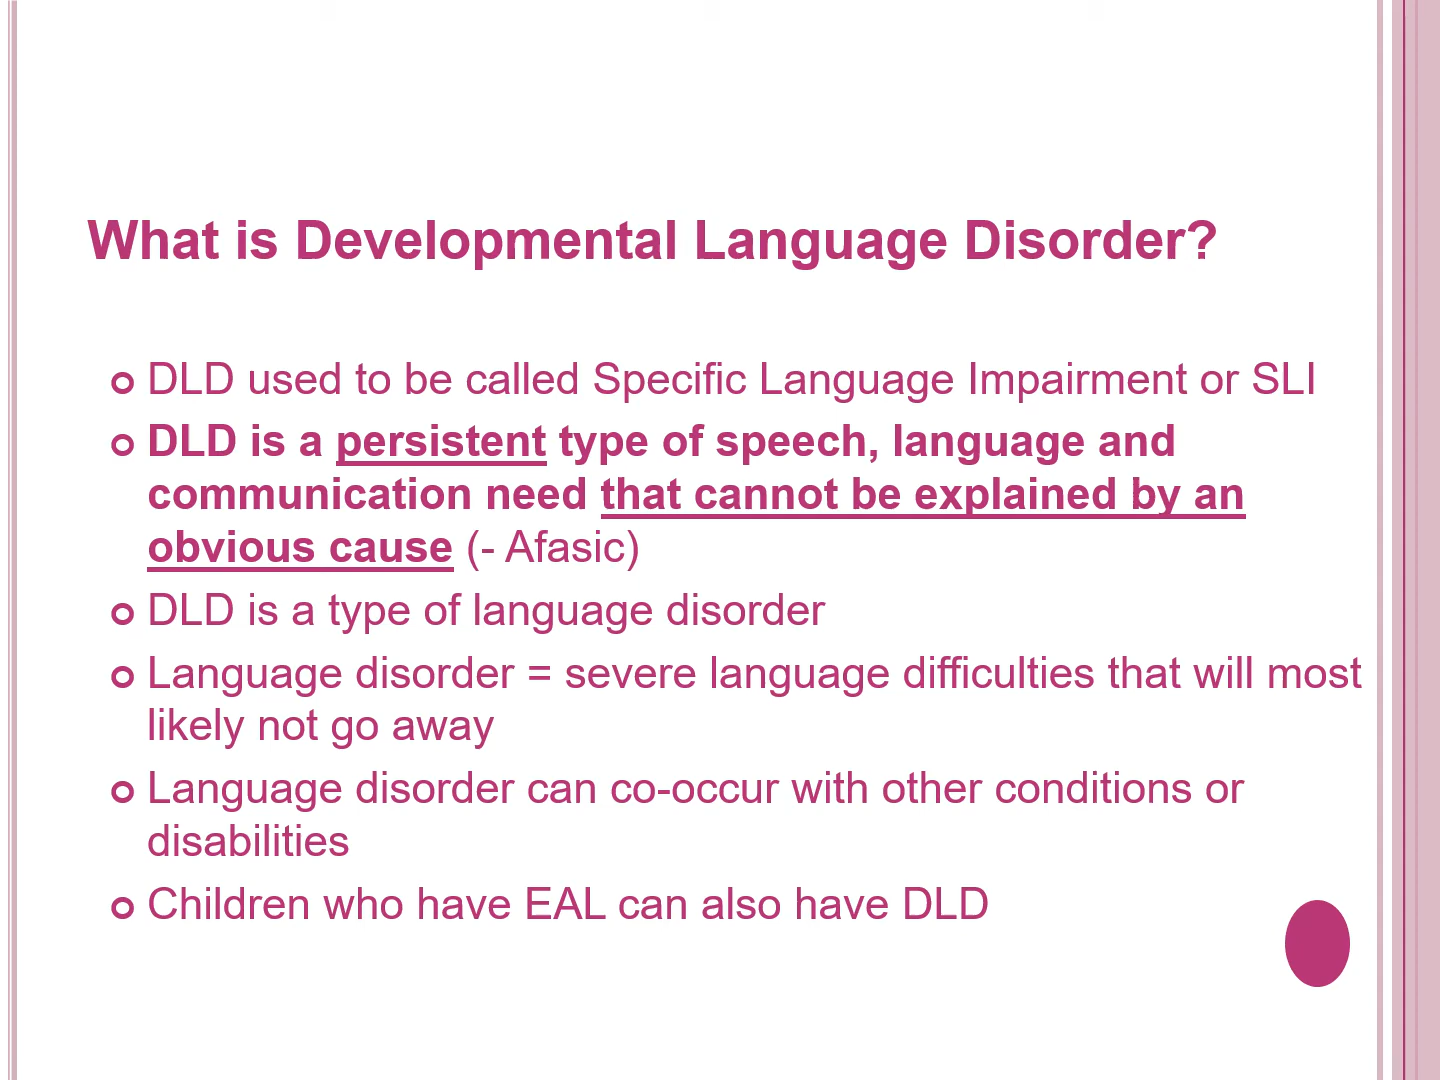 What is Developmental Language Disorder?
DLD used to be called Specific Language Impairment or SLI
DLD is a persistent type of speech, language and
communication need that cannot be explained by an
obvious cause (- Afasic)
DLD is a type of language disorder
Language disorder = severe language difficulties that will most
likely not go away
Language disorder can co-occur with other conditions or
disabilities
Children who have EAL can also have DLD